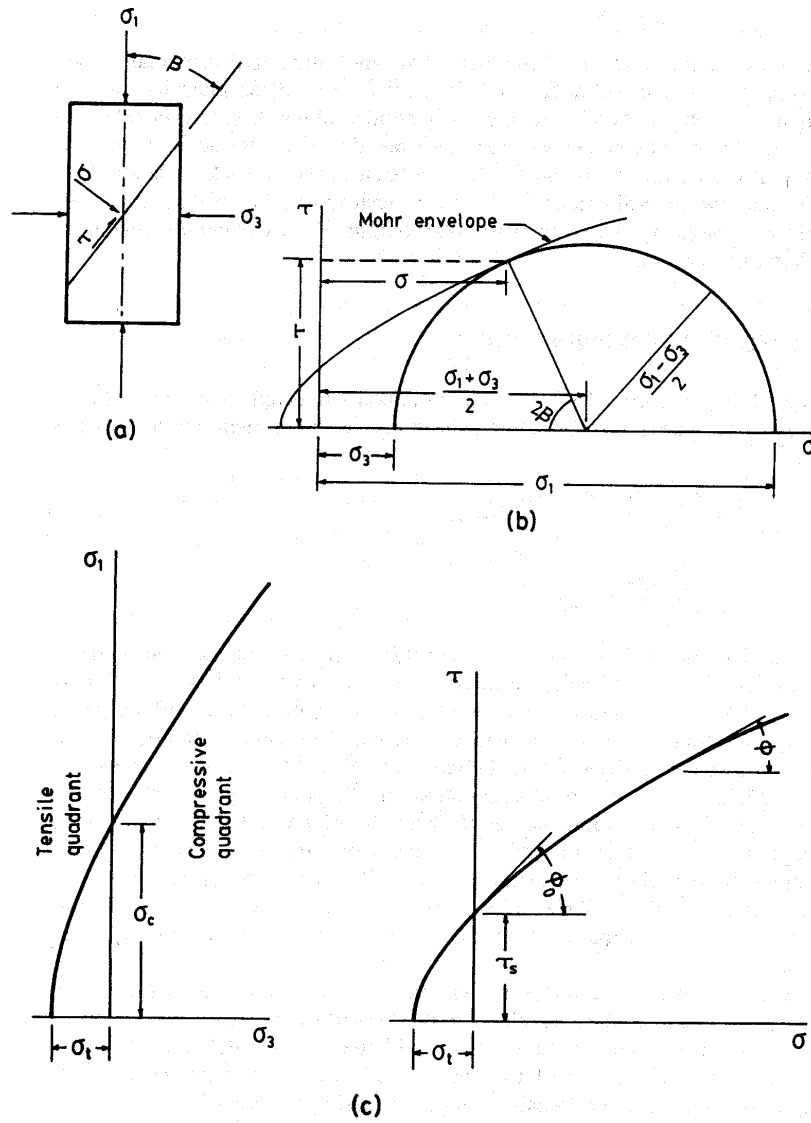 σ₁
β
σ
τ
σ₃
(a)
τ
Mohr envelope
σ
τ
σ₁ + σ₃
2
σ₁ - σ₃
2
2β
σ
σ₃
σ₁
(b)
σ₁
Tensile
quadrant
Compressive
quadrant
σc
σ₃
σt
τ
φ
φ₀
τs
σ
σt
(c)